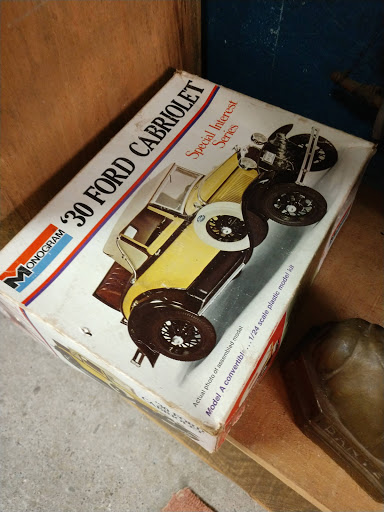 MONOGRAM
'30 FORD CABRIOLET
Special Interest
Series
Actual photo of assembled model
Model A convertible...1/24 scale plastic model kit